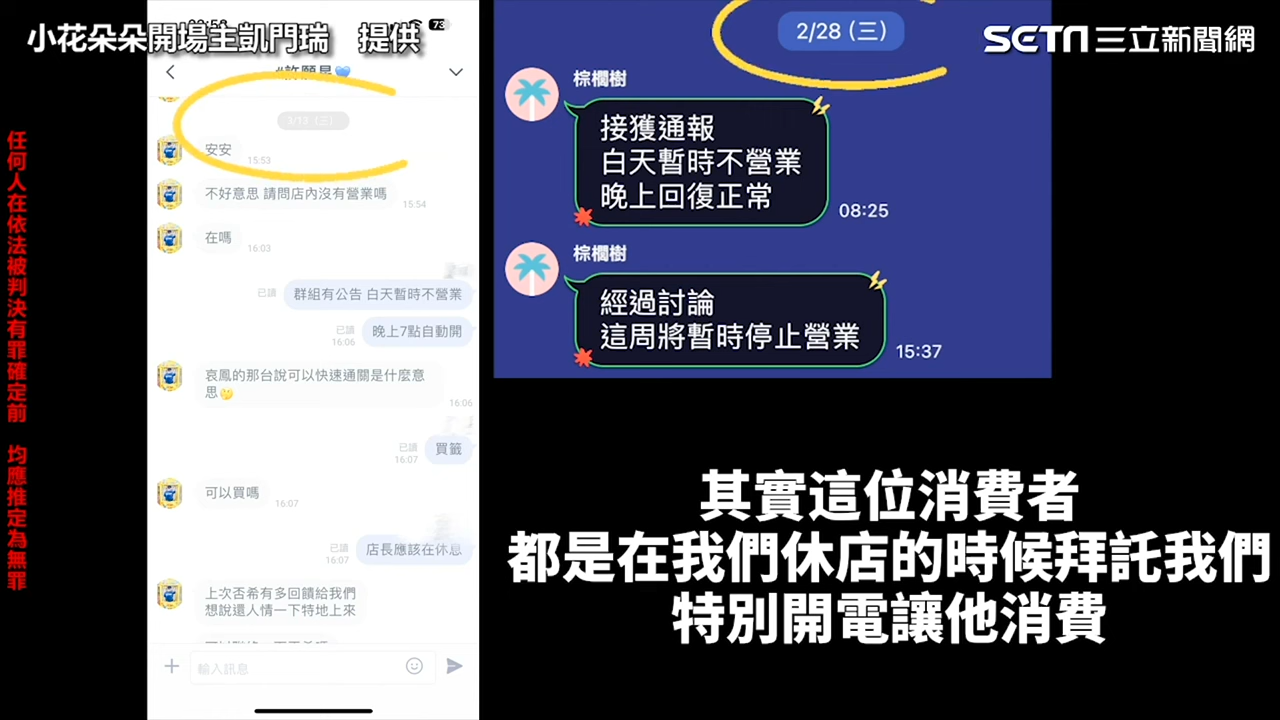 小花朵朵開場主凱門瑞 提供
73
任何人在依法被判決有罪確定前 均應推定為無罪
安安
15:53
不好意思 請問店內沒有營業嗎
15:54
在嗎
16:03
已讀
群組有公告 白天暫時不營業
已讀
16:06
晚上7點自動開
哀鳳的那台說可以快速通關是什麼意
思🤔
16:06
已讀
16:07
買籤
可以買嗎
16:07
已讀
16:07
店長應該在休息
上次否希有多回饋給我們
想說還人情一下特地上來
輸入訊息
2/28 (三)
棕櫚樹
接獲通報
白天暫時不營業
晚上回復正常
08:25
棕櫚樹
經過討論
這周將暫時停止營業
15:37
SETN三立新聞網
其實這位消費者
都是在我們休店的時候拜託我們
特別開電讓他消費